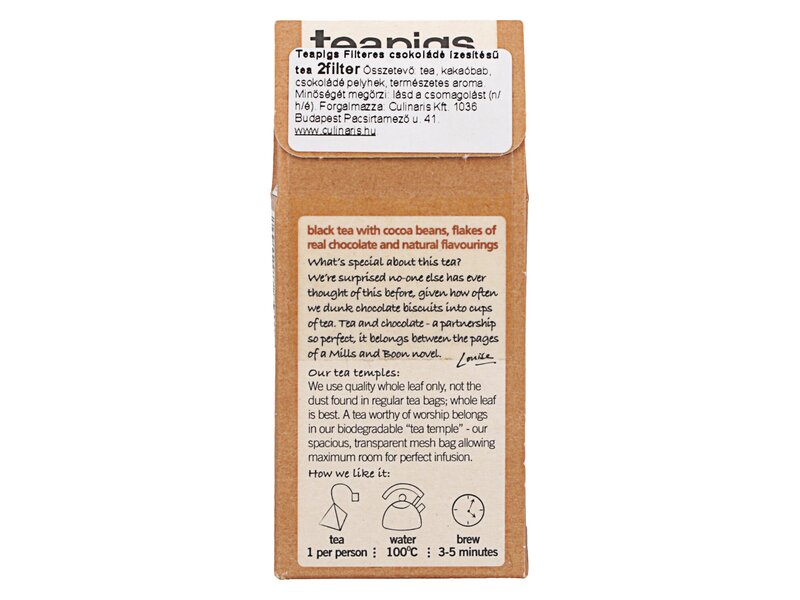 teapigs
Teapigs Filteres csokoládé ízesítésű
tea 2filter Összetevő: tea, kakaóbab,
csokoládé pelyhek, természetes aroma.
Minőségét megőrzi: lásd a csomagolást (n/
h/é). Forgalmazza: Culinaris Kft. 1036
Budapest Pacsirtamező u. 41.
www.culinaris.hu
black tea with cocoa beans, flakes of
real chocolate and natural flavourings
What's special about this tea?
We're surprised no-one else has ever
thought of this before, given how often
we dunk chocolate biscuits into cups
of tea. Tea and chocolate - a partnership
so perfect, it belongs between the pages
of a Mills and Boon novel. Louise
Our tea temples:
We use quality whole leaf only, not the
dust found in regular tea bags; whole leaf
is best. A tea worthy of worship belongs
in our biodegradable “tea temple” - our
spacious, transparent mesh bag allowing
maximum room for perfect infusion.
How we like it:
tea water brew
1 per person 100°C 3-5 minutes